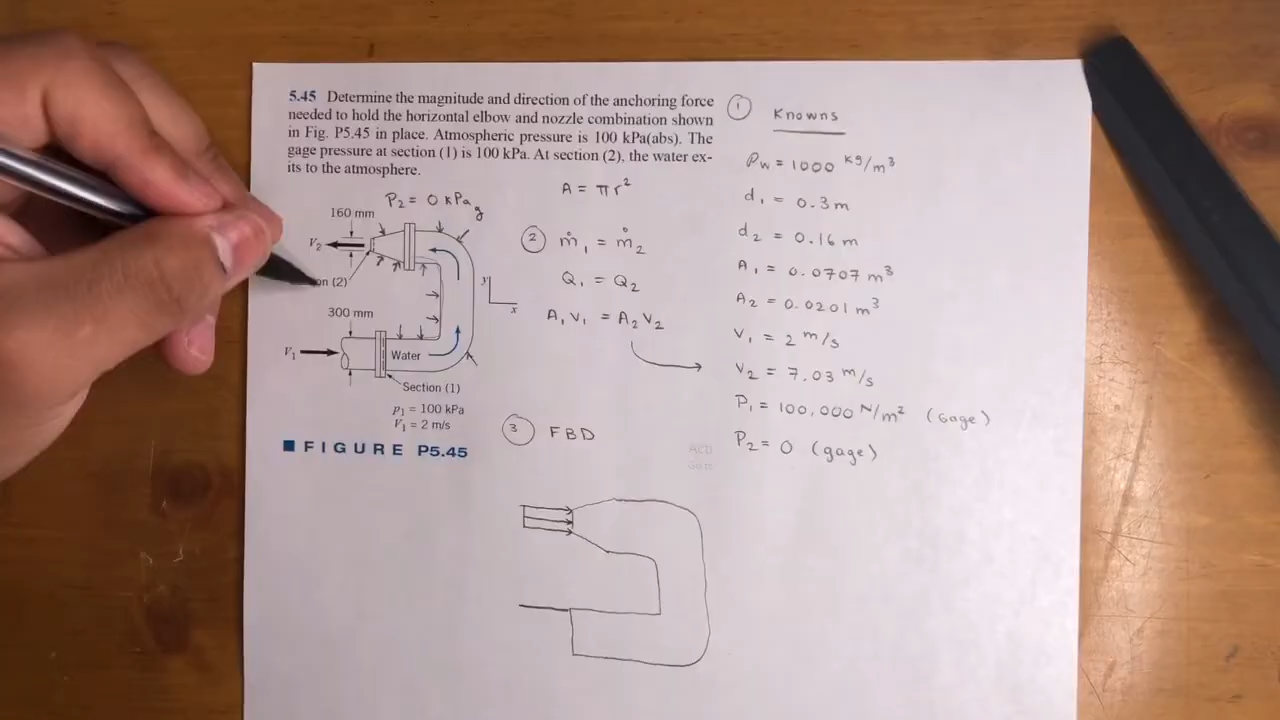 5.45 Determine the magnitude and direction of the anchoring force
needed to hold the horizontal elbow and nozzle combination shown
in Fig. P5.45 in place. Atmospheric pressure is 100 kPa(abs). The
gage pressure at section (1) is 100 kPa. At section (2), the water ex-
its to the atmosphere.
P2 = 0 kPag
160 mm
V2
on (2)
300 mm
V1
Water
Section (1)
p1 = 100 kPa
V1 = 2 m/s
y
x
FIGURE P5.45
A = πr²
② ṁ1 = ṁ2
Q1 = Q2
A1V1 = A2V2
③ FBD
① Knowns
ρw = 1000 kg/m³
d1 = 0.3m
d2 = 0.16m
A1 = 0.0707 m³
A2 = 0.0201 m³
V1 = 2 m/s
V2 = 7.03 m/s
P1 = 100,000 N/m² (Gage)
P2 = 0 (gage)